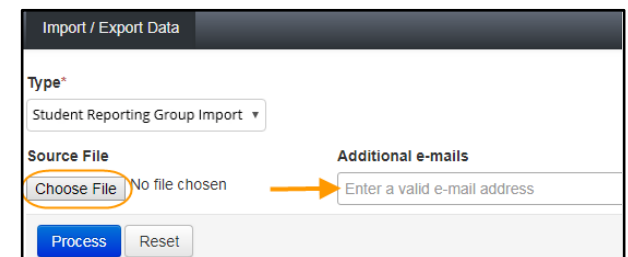 Import / Export Data
Type*
Student Reporting Group Import
Source File
Additional e-mails
Choose File No file chosen
Enter a valid e-mail address
Process
Reset